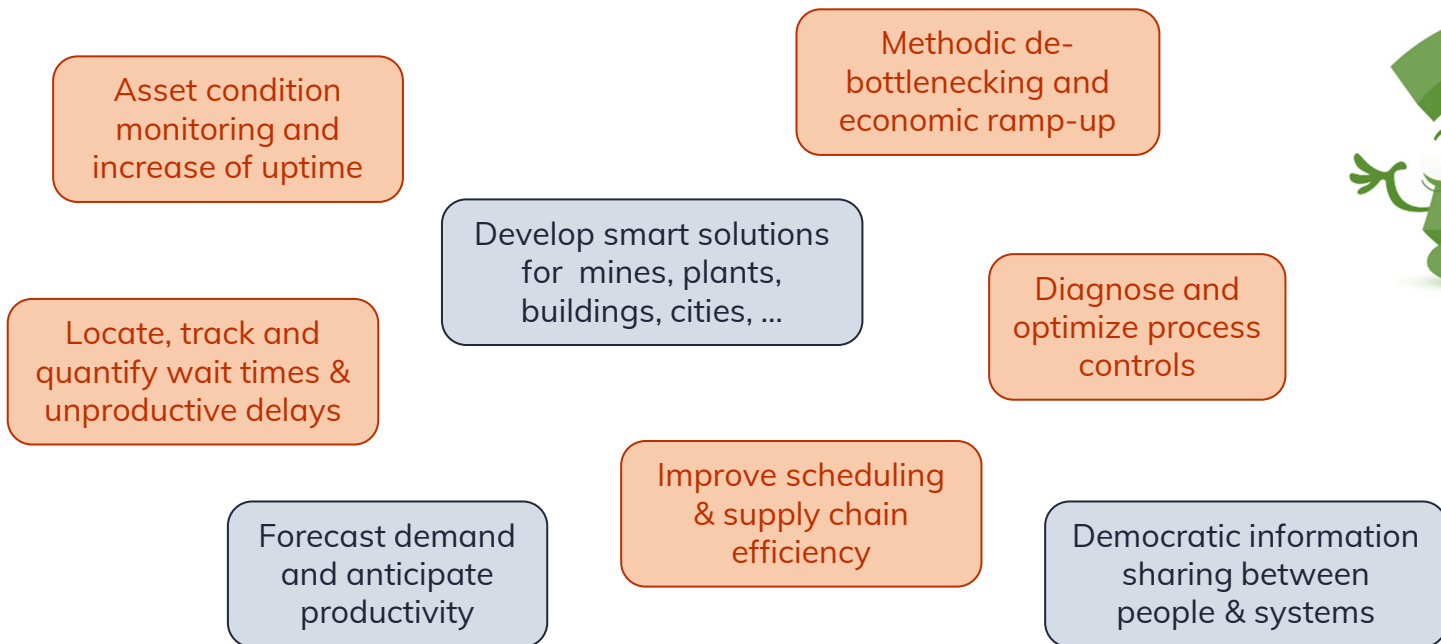 Methodic de-
bottlenecking and
economic ramp-up
Asset condition
monitoring and
increase of uptime
Develop smart solutions
for  mines, plants,
buildings, cities, ...
Diagnose and
optimize process
controls
Locate, track and
quantify wait times &
unproductive delays
Improve scheduling
& supply chain
efficiency
Forecast demand
and anticipate
productivity
Democratic information
sharing between
people & systems